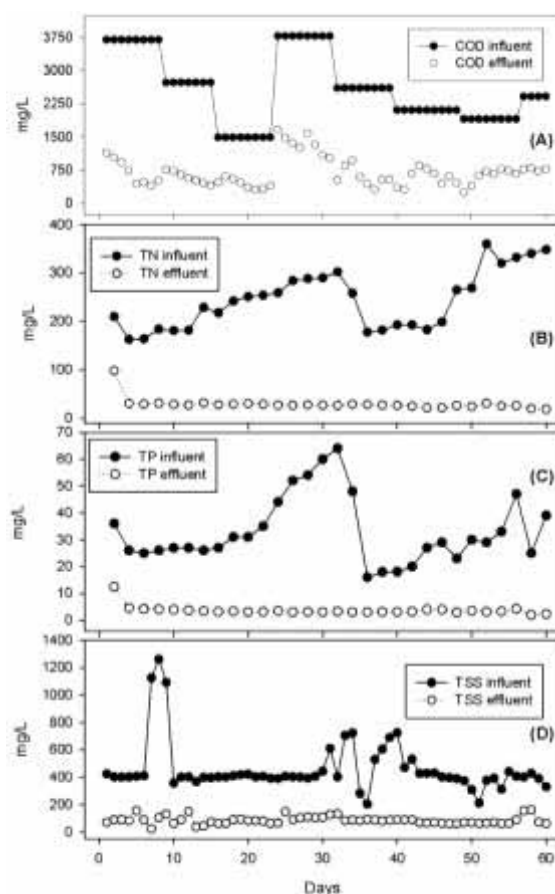 3750
3000
2250
1500
750
0
mg/L
COD influent
COD effluent
(A)
400
300
200
100
0
mg/L
TN influent
TN effluent
(B)
70
60
50
40
30
20
10
0
mg/L
TP influent
TP effluent
(C)
1400
1200
1000
800
600
400
200
0
mg/L
TSS influent
TSS effluent
(D)
0 10 20 30 40 50 60
Days